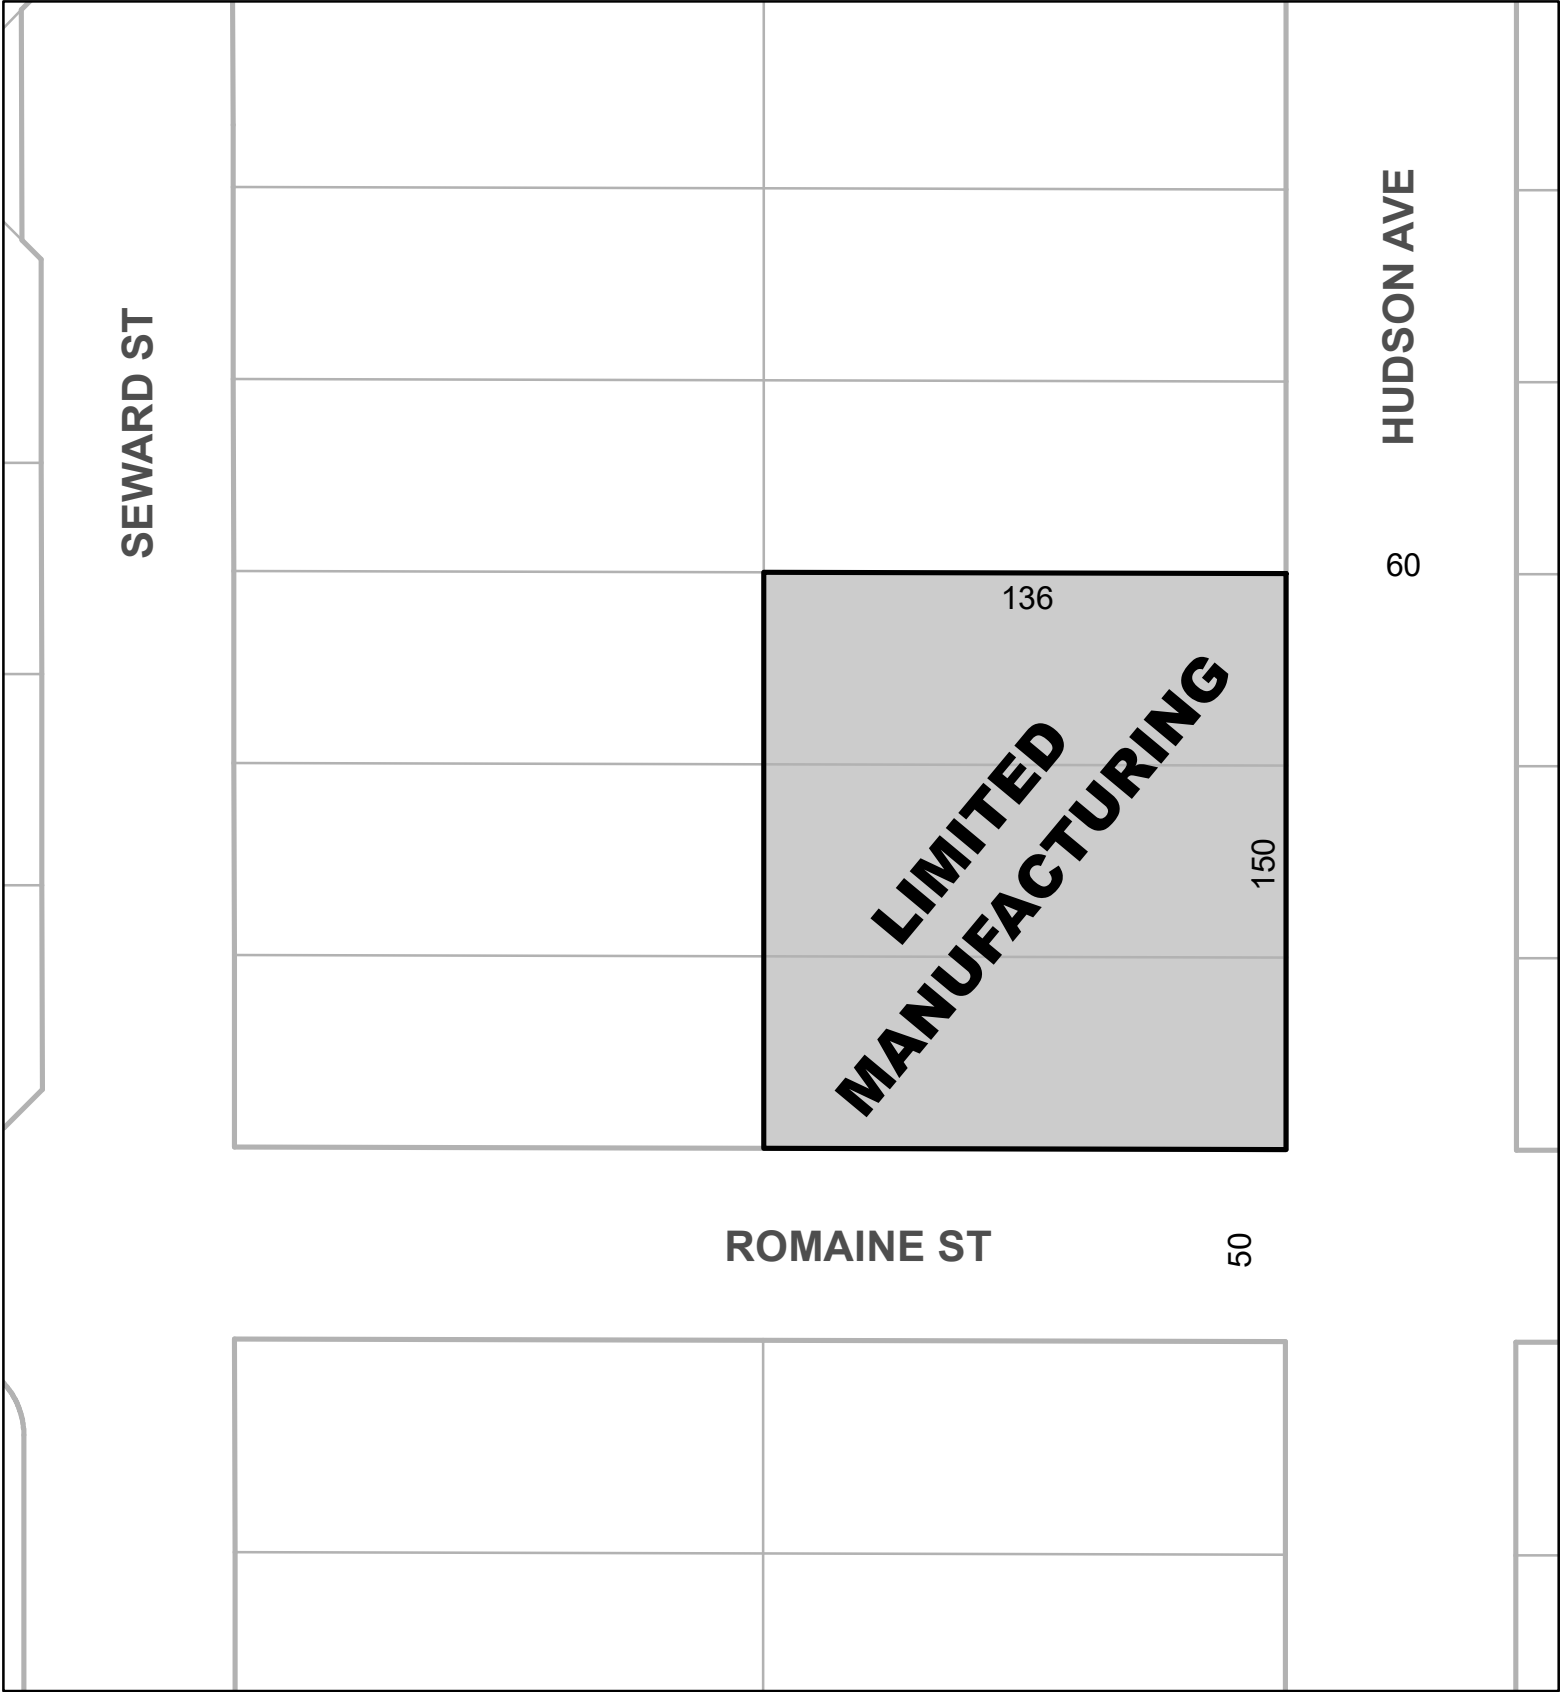 SEWARD ST
HUDSON AVE
60
136
LIMITED
MANUFACTURING
150
ROMAINE ST
50